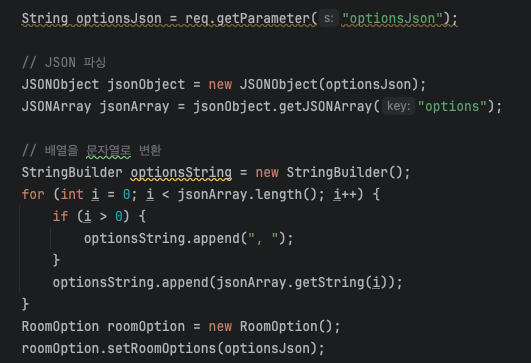 String optionsJson = req.getParameter( s: "optionsJson");
// JSON 파싱
JSONObject jsonObject = new JSONObject(optionsJson);
JSONArray jsonArray = jsonObject.getJSONArray( key: "options");
// 배열을 문자열로 변환
StringBuilder optionsString = new StringBuilder();
for (int i = 0; i < jsonArray.length(); i++) {
    if (i > 0) {
        optionsString.append(", ");
    }
    optionsString.append(jsonArray.getString(i));
}
RoomOption roomOption = new RoomOption();
roomOption.setRoomOptions(optionsJson);